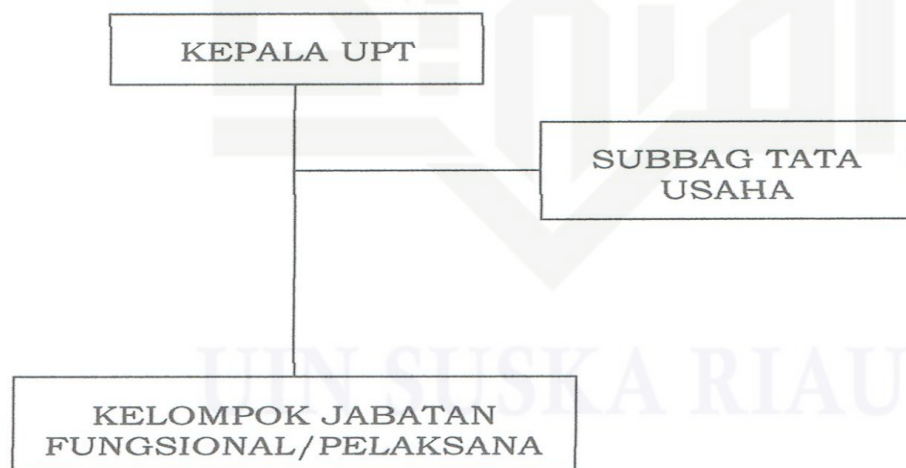 KEPALA UPT
SUBBAG TATA
USAHA
UIN SUSKA RIAU
KELOMPOK JABATAN
FUNGSIONAL/PELAKSANA